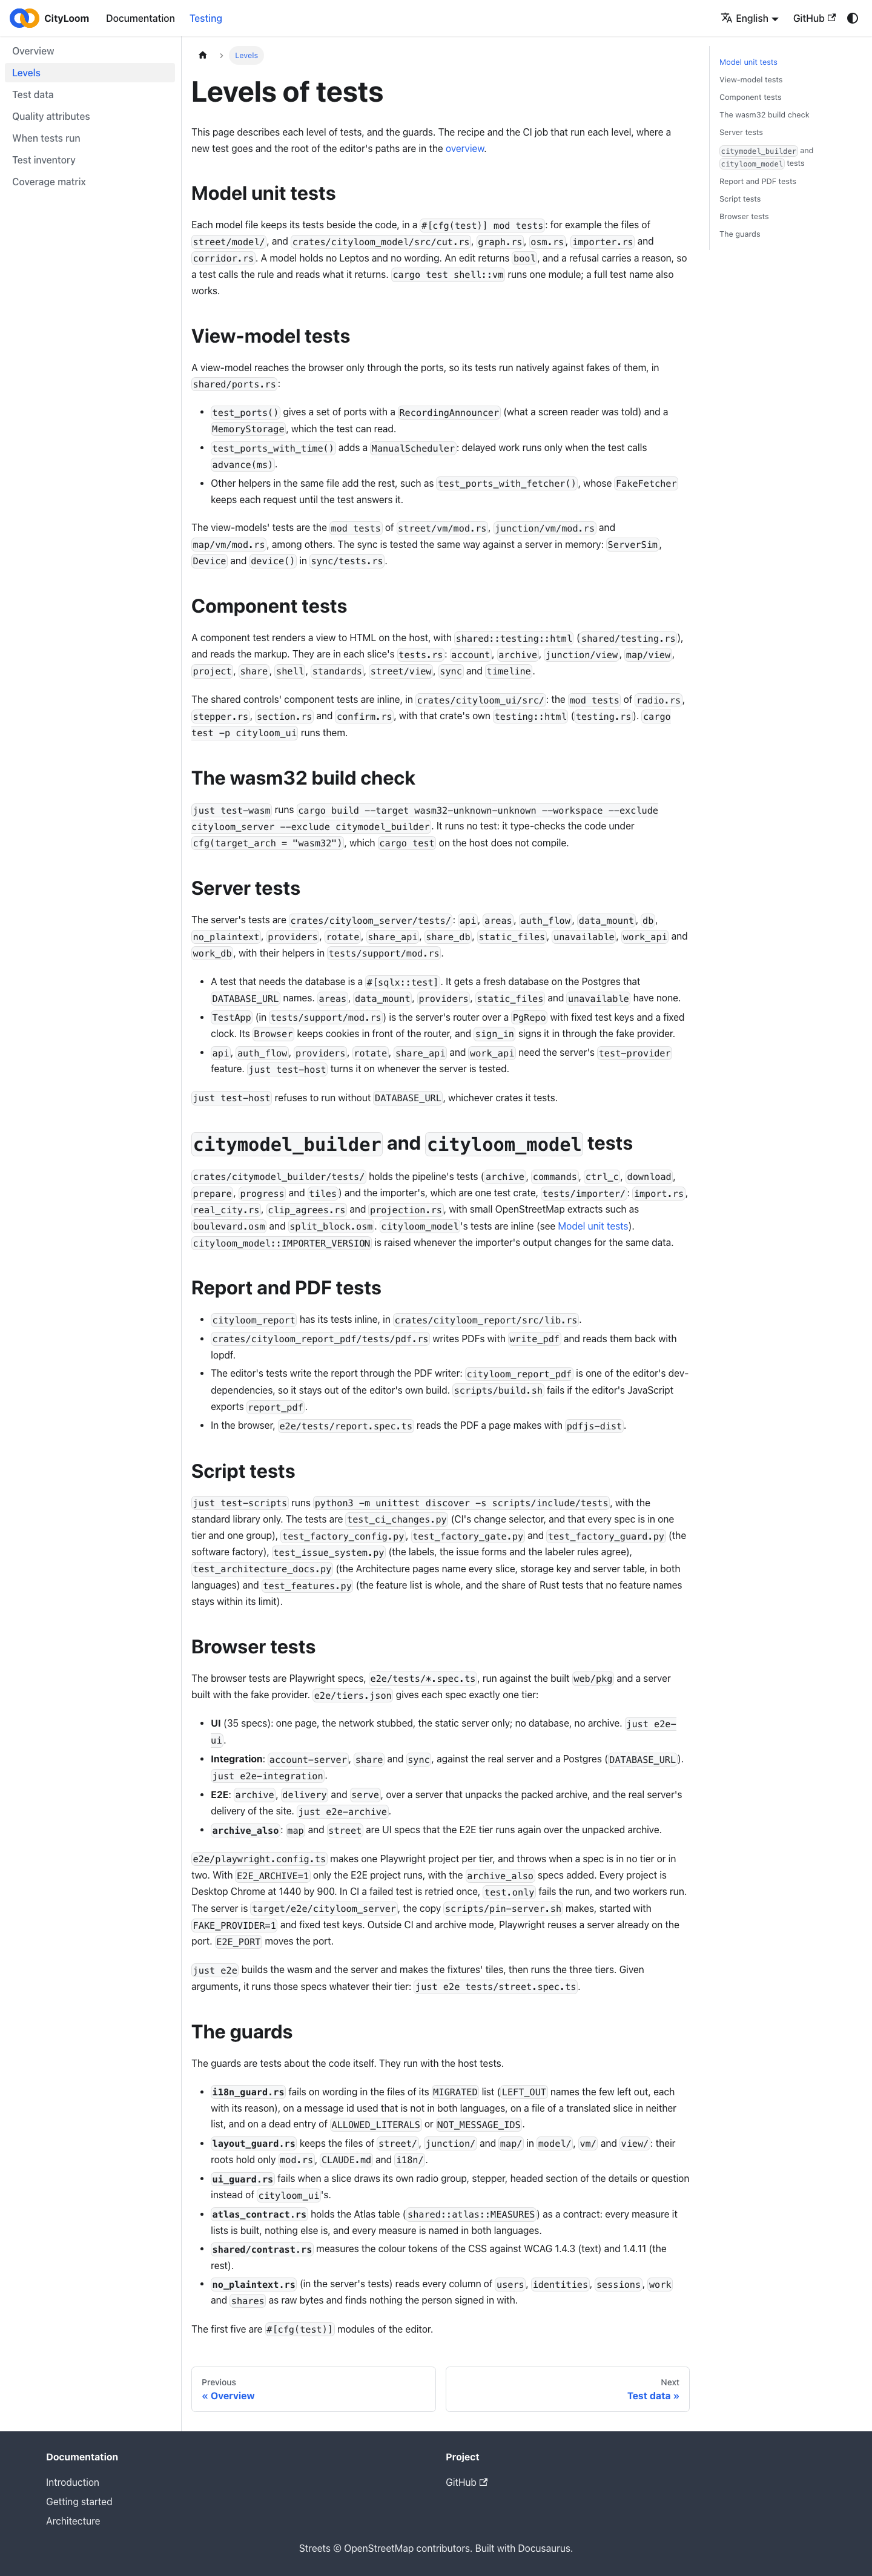 CityLoom
Documentation
Testing
English
GitHub
Overview
Levels
Test data
Quality attributes
When tests run
Test inventory
Coverage matrix
Levels
Levels of tests
This page describes each level of tests, and the guards. The recipe and the CI job that run each level, where a
new test goes and the root of the editor's paths are in the overview.
Model unit tests
Each model file keeps its tests beside the code, in a #[cfg(test)] mod tests: for example the files of
street/model/, and crates/cityloom_model/src/cut.rs, graph.rs, osm.rs, importer.rs and
corridor.rs. A model holds no Leptos and no wording. An edit returns bool, and a refusal carries a reason, so
a test calls the rule and reads what it returns. cargo test shell::vm runs one module; a full test name also
works.
View-model tests
A view-model reaches the browser only through the ports, so its tests run natively against fakes of them, in
shared/ports.rs:
• test_ports() gives a set of ports with a RecordingAnnouncer (what a screen reader was told) and a
MemoryStorage, which the test can read.
• test_ports_with_time() adds a ManualScheduler: delayed work runs only when the test calls
advance(ms).
• Other helpers in the same file add the rest, such as test_ports_with_fetcher(), whose FakeFetcher
keeps each request until the test answers it.
The view-models' tests are the mod tests of street/vm/mod.rs, junction/vm/mod.rs and
map/vm/mod.rs, among others. The sync is tested the same way against a server in memory: ServerSim,
Device and device() in sync/tests.rs.
Component tests
A component test renders a view to HTML on the host, with shared::testing::html (shared/testing.rs),
and reads the markup. They are in each slice's tests.rs: account, archive, junction/view, map/view,
project, share, shell, standards, street/view, sync and timeline.
The shared controls' component tests are inline, in crates/cityloom_ui/src/: the mod tests of radio.rs,
stepper.rs, section.rs and confirm.rs, with that crate's own testing::html (testing.rs). cargo
test -p cityloom_ui runs them.
The wasm32 build check
just test-wasm runs cargo build --target wasm32-unknown-unknown --workspace --exclude
cityloom_server --exclude citymodel_builder. It runs no test: it type-checks the code under
cfg(target_arch = "wasm32"), which cargo test on the host does not compile.
Server tests
The server's tests are crates/cityloom_server/tests/: api, areas, auth_flow, data_mount, db,
no_plaintext, providers, rotate, share_api, share_db, static_files, unavailable, work_api and
work_db, with their helpers in tests/support/mod.rs.
• A test that needs the database is a #[sqlx::test]. It gets a fresh database on the Postgres that
DATABASE_URL names. areas, data_mount, providers, static_files and unavailable have none.
• TestApp (in tests/support/mod.rs) is the server's router over a PgRepo with fixed test keys and a fixed
clock. Its Browser keeps cookies in front of the router, and sign_in signs it in through the fake provider.
• api, auth_flow, providers, rotate, share_api and work_api need the server's test-provider
feature. just test-host turns it on whenever the server is tested.
just test-host refuses to run without DATABASE_URL, whichever crates it tests.
citymodel_builder and cityloom_model tests
crates/citymodel_builder/tests/ holds the pipeline's tests (archive, commands, ctrl_c, download,
prepare, progress and tiles) and the importer's, which are one test crate, tests/importer/: import.rs,
real_city.rs, clip_agrees.rs and projection.rs, with small OpenStreetMap extracts such as
boulevard.osm and split_block.osm. cityloom_model's tests are inline (see Model unit tests).
cityloom_model::IMPORTER_VERSION is raised whenever the importer's output changes for the same data.
Report and PDF tests
• cityloom_report has its tests inline, in crates/cityloom_report/src/lib.rs.
• crates/cityloom_report_pdf/tests/pdf.rs writes PDFs with write_pdf and reads them back with
lopdf.
• The editor's tests write the report through the PDF writer: cityloom_report_pdf is one of the editor's dev-
dependencies, so it stays out of the editor's own build. scripts/build.sh fails if the editor's JavaScript
exports report_pdf.
• In the browser, e2e/tests/report.spec.ts reads the PDF a page makes with pdfjs-dist.
Script tests
just test-scripts runs python3 -m unittest discover -s scripts/include/tests, with the
standard library only. The tests are test_ci_changes.py (CI's change selector, and that every spec is in one
tier and one group), test_factory_config.py, test_factory_gate.py and test_factory_guard.py (the
software factory), test_issue_system.py (the labels, the issue forms and the labeler rules agree),
test_architecture_docs.py (the Architecture pages name every slice, storage key and server table, in both
languages) and test_features.py (the feature list is whole, and the share of Rust tests that no feature names
stays within its limit).
Browser tests
The browser tests are Playwright specs, e2e/tests/*.spec.ts, run against the built web/pkg and a server
built with the fake provider. e2e/tiers.json gives each spec exactly one tier:
• UI (35 specs): one page, the network stubbed, the static server only; no database, no archive. just e2e-
ui.
• Integration: account-server, share and sync, against the real server and a Postgres (DATABASE_URL).
just e2e-integration.
• E2E: archive, delivery and serve, over a server that unpacks the packed archive, and the real server's
delivery of the site. just e2e-archive.
• archive_also: map and street are UI specs that the E2E tier runs again over the unpacked archive.
e2e/playwright.config.ts makes one Playwright project per tier, and throws when a spec is in no tier or in
two. With E2E_ARCHIVE=1 only the E2E project runs, with the archive_also specs added. Every project is
Desktop Chrome at 1440 by 900. In CI a failed test is retried once, test.only fails the run, and two workers run.
The server is target/e2e/cityloom_server, the copy scripts/pin-server.sh makes, started with
FAKE_PROVIDER=1 and fixed test keys. Outside CI and archive mode, Playwright reuses a server already on the
port. E2E_PORT moves the port.
just e2e builds the wasm and the server and makes the fixtures' tiles, then runs the three tiers. Given
arguments, it runs those specs whatever their tier: just e2e tests/street.spec.ts.
The guards
The guards are tests about the code itself. They run with the host tests.
• i18n_guard.rs fails on wording in the files of its MIGRATED list (LEFT_OUT names the few left out, each
with its reason), on a message id used that is not in both languages, on a file of a translated slice in neither
list, and on a dead entry of ALLOWED_LITERALS or NOT_MESSAGE_IDS.
• layout_guard.rs keeps the files of street/, junction/ and map/ in model/, vm/ and view/: their
roots hold only mod.rs, CLAUDE.md and i18n/.
• ui_guard.rs fails when a slice draws its own radio group, stepper, headed section of the details or question
instead of cityloom_ui's.
• atlas_contract.rs holds the Atlas table (shared::atlas::MEASURES) as a contract: every measure it
lists is built, nothing else is, and every measure is named in both languages.
• shared/contrast.rs measures the colour tokens of the CSS against WCAG 1.4.3 (text) and 1.4.11 (the
rest).
• no_plaintext.rs (in the server's tests) reads every column of users, identities, sessions, work
and shares as raw bytes and finds nothing the person signed in with.
The first five are #[cfg(test)] modules of the editor.
Previous
« Overview
Next
Test data »
Model unit tests
View-model tests
Component tests
The wasm32 build check
Server tests
citymodel_builder and
cityloom_model tests
Report and PDF tests
Script tests
Browser tests
The guards
Documentation
Introduction
Getting started
Architecture
Project
GitHub
Streets © OpenStreetMap contributors. Built with Docusaurus.